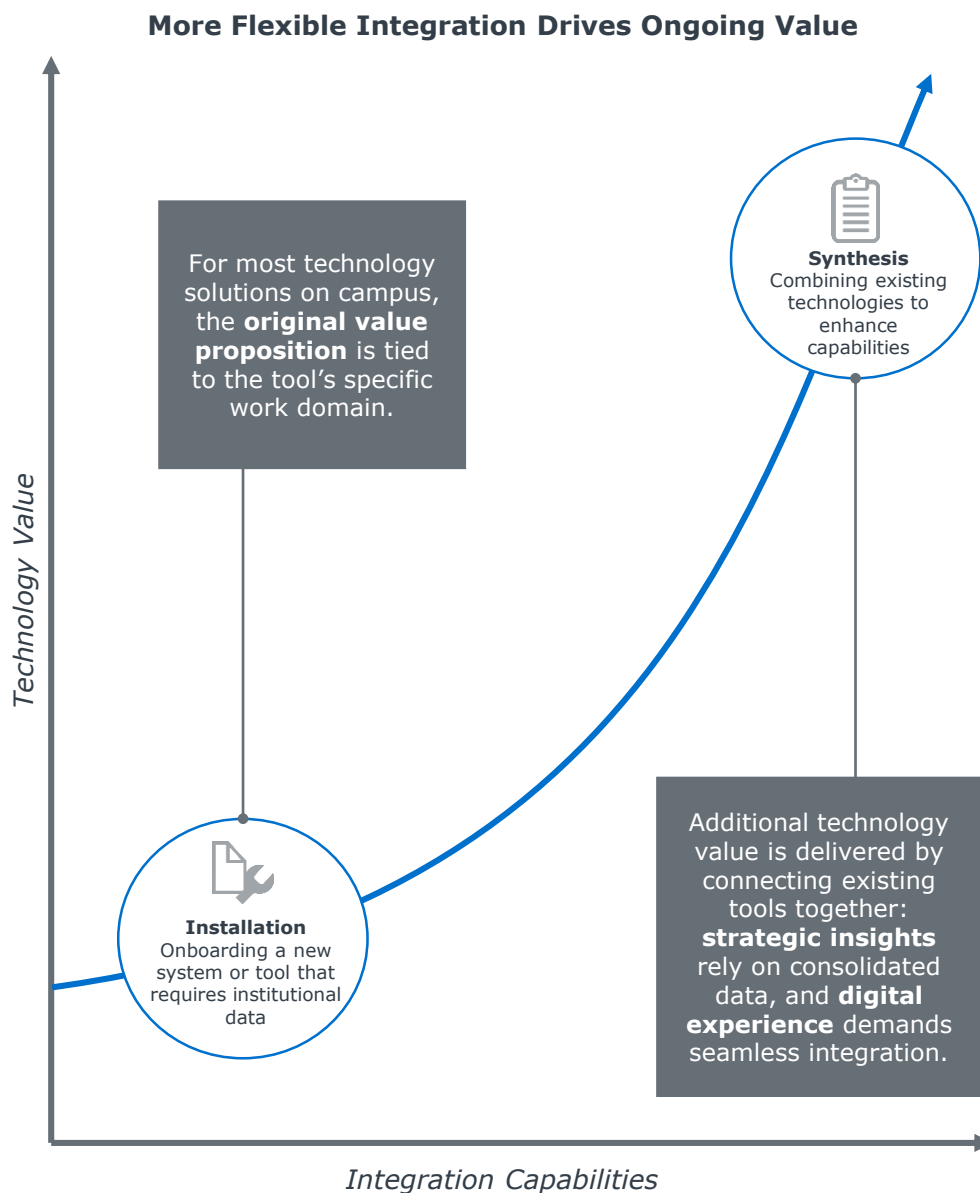 More Flexible Integration Drives Ongoing Value
For most technology
solutions on campus,
the original value
proposition is tied
to the tool’s specific
work domain.
Synthesis
Combining existing
technologies to
enhance
capabilities
Technology Value
Installation
Onboarding a new
system or tool that
requires institutional
data
Additional technology
value is delivered by
connecting existing
tools together:
strategic insights
rely on consolidated
data, and digital
experience demands
seamless integration.
Integration Capabilities